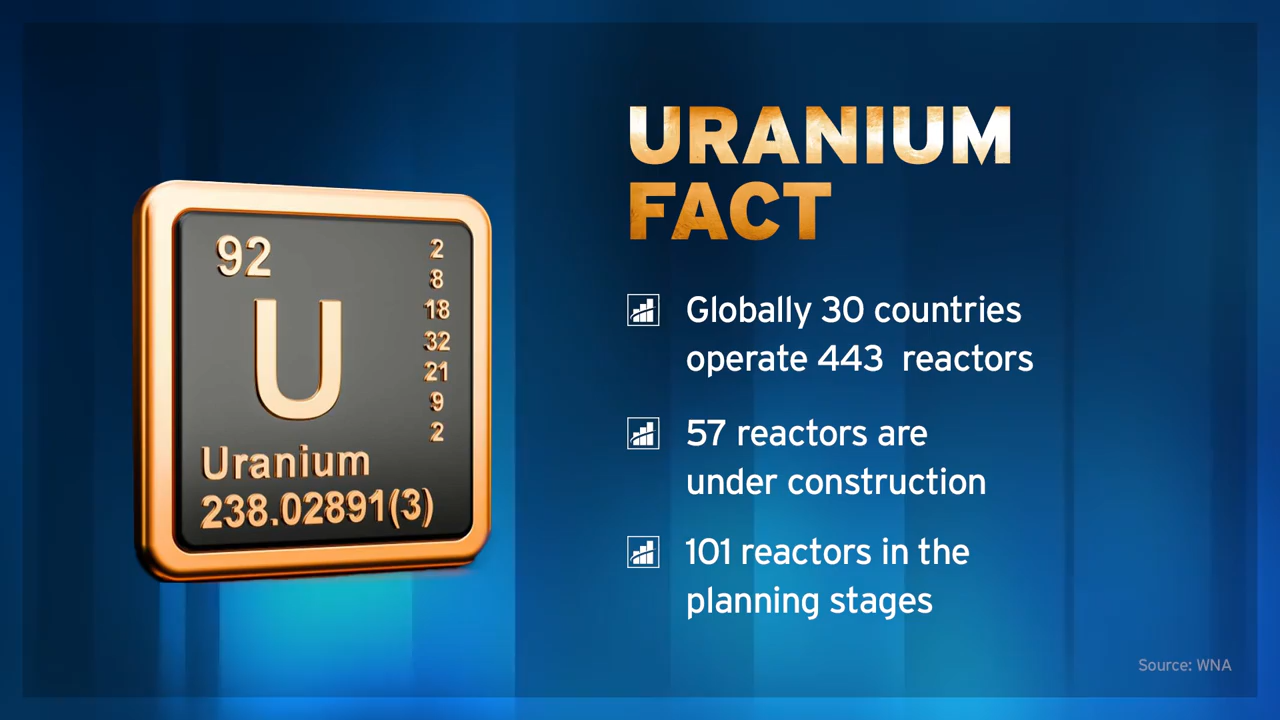 92
2
8
18
32
21
9
2
U
Uranium
238.02891(3)
URANIUM
FACT
Globally 30 countries
operate 443 reactors
57 reactors are
under construction
101 reactors in the
planning stages
Source: WNA